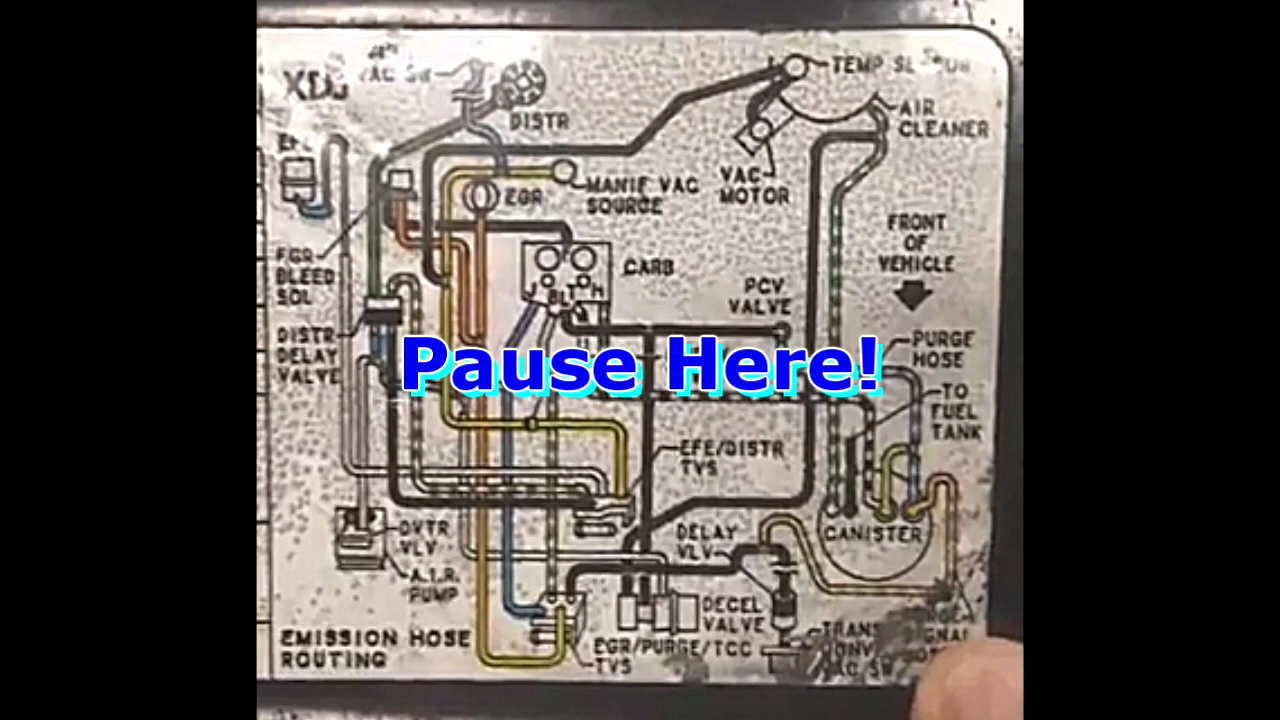 VAC SW
DISTR
TEMP
AIR
CLEANER
VAC
MOTOR
MANIF VAC
SOURCE
EGR
FRONT
OF
VEHICLE
EGR
BLEED
SOL
CARB
PCV
VALVE
DISTR
DELAY
VALVE
PURGE
HOSE
TO
FUEL
TANK
Pause Here!
EFE/DISTR
TVS
CANISTER
DVTR
VLV
DELAY
VLV
A.I.R.
PUMP
DECEL
VALVE
EMISSION HOSE
ROUTING
EGR/PURGE/TCC
TVS